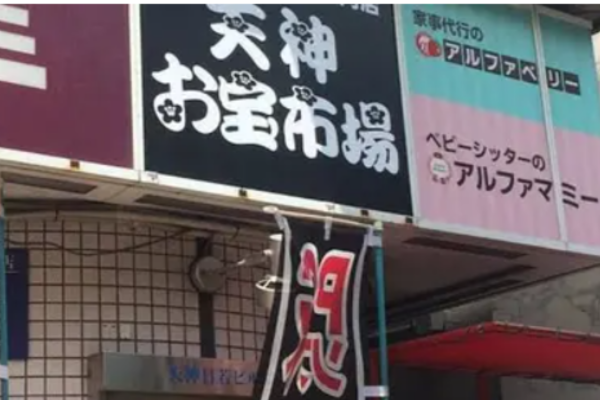 天神
お宝市場
家事代行の
アルファベリー
ベビーシッターの
アルファマミー